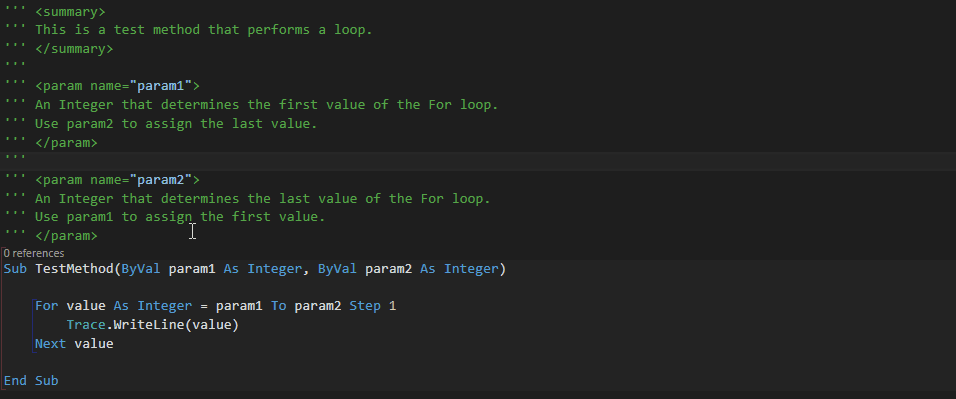 ''' <summary>
''' This is a test method that performs a loop.
''' </summary>
'''
''' <param name="param1">
''' An Integer that determines the first value of the For loop.
''' Use param2 to assign the last value.
''' </param>
'''
''' <param name="param2">
''' An Integer that determines the last value of the For loop.
''' Use param1 to assign the first value.
''' </param>
0 references
Sub TestMethod(ByVal param1 As Integer, ByVal param2 As Integer)
    For value As Integer = param1 To param2 Step 1
        Trace.WriteLine(value)
    Next value
End Sub